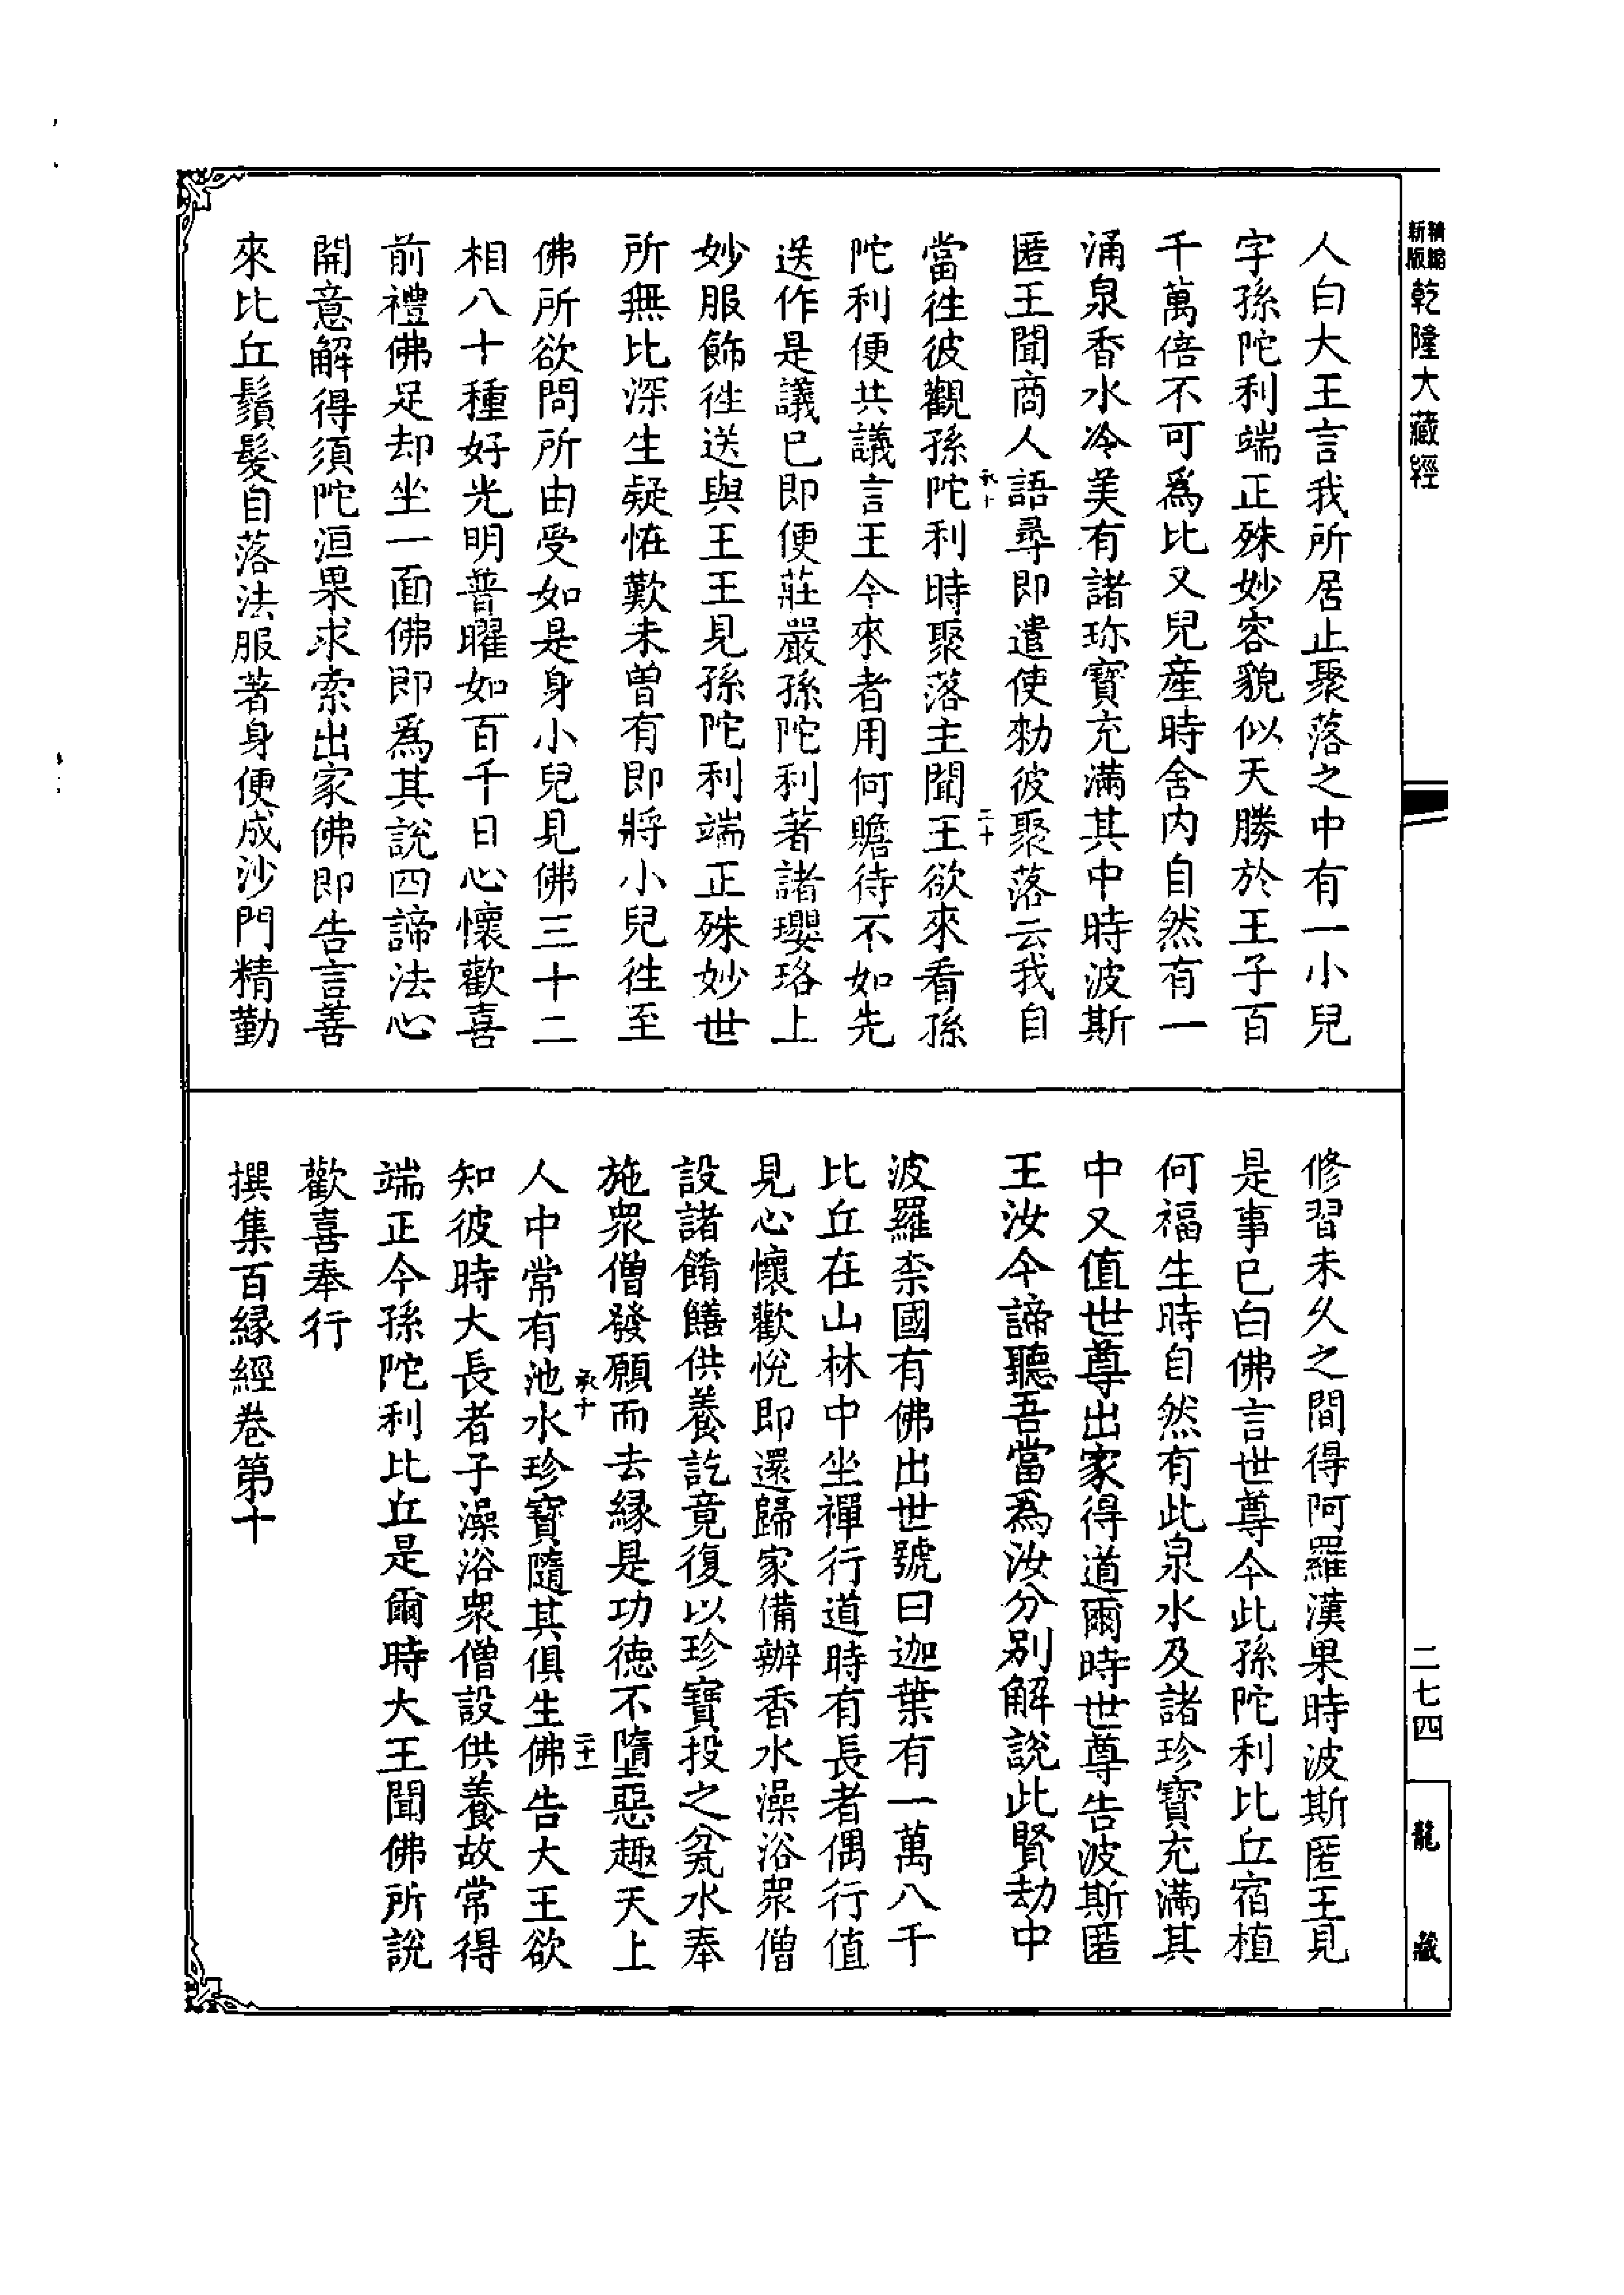 新版精縮乾隆大藏經
人白大王言我所居止聚落之中有一小兒
字孫陀利端正殊妙容貌似天勝於王子百
千萬倍不可爲比又兒産時舍内自然有一
涌泉香水冷美有諸珎寳充滿其中時波斯
匿王聞商人語尋即遣使勑彼聚落云我自
承十
二十
當徃彼觀孫陀利時聚落主聞王欲來看孫
陀利便共議言王今來者用何瞻待不如先
送作是議已即便莊嚴孫陀利著諸瓔珞上
妙服飾徃送與王王見孫陀利端正殊妙世
所無比深生疑恠歎未曾有即將小兒徃至
佛所欲問所由受如是身小兒見佛三十二
相八十種好光明普曜如百千日心懷歡喜
前禮佛足却坐一面佛即爲其說四諦法心
開意解得須陀洹果求索出家佛即告言善
來比丘鬚髮自落法服著身便成沙門精勤
修習未久之間得阿羅漢果時波斯匿王見
是事已白佛言世尊今此孫陀利比丘宿植
何福生時自然有此泉水及諸珍寳充滿其
中又值世尊出家得道爾時世尊告波斯匿
王汝今諦聽吾當爲汝分别解說此賢劫中
波羅柰國有佛出世號曰迦葉有一萬八千
比丘在山林中坐禪行道時有長者偶行值
見心懷歡悅即還歸家備辦香水澡浴衆僧
設諸餚饍供養訖竟復以珍寳投之瓫水奉
施衆僧發願而去縁是功徳不墮惡趣天上
承十
二十一
人中常有池水珍寳隨其俱生佛告大王欲
知彼時大長者子澡浴衆僧設供養故常得
端正今孫陀利比丘是爾時大王聞佛所說
歡喜奉行
撰集百縁經卷第十
二七四
龍藏